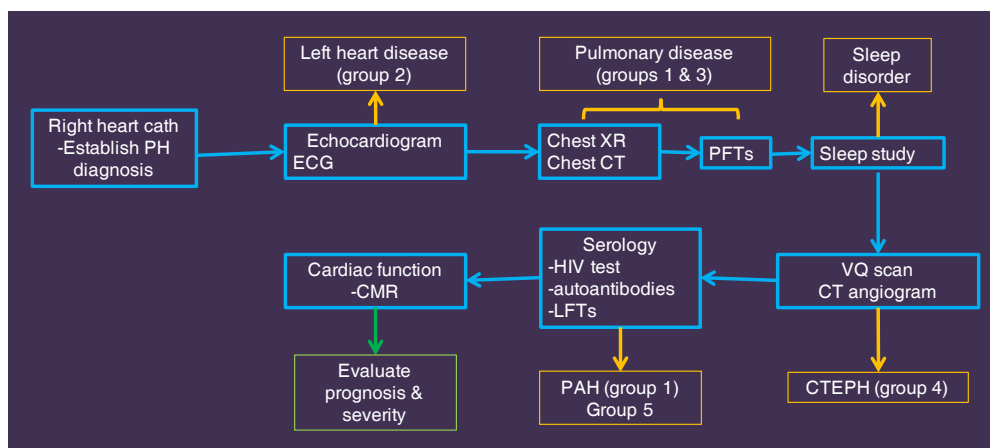 Left heart disease
(group 2)
Pulmonary disease
(groups 1 & 3)
Sleep
disorder
Right heart cath
-Establish PH
diagnosis
Echocardiogram
ECG
Chest XR
Chest CT
PFTs
Sleep study
Cardiac function
-CMR
Serology
-HIV test
-autoantibodies
-LFTs
VQ scan
CT angiogram
Evaluate
prognosis &
severity
PAH (group 1)
Group 5
CTEPH (group 4)